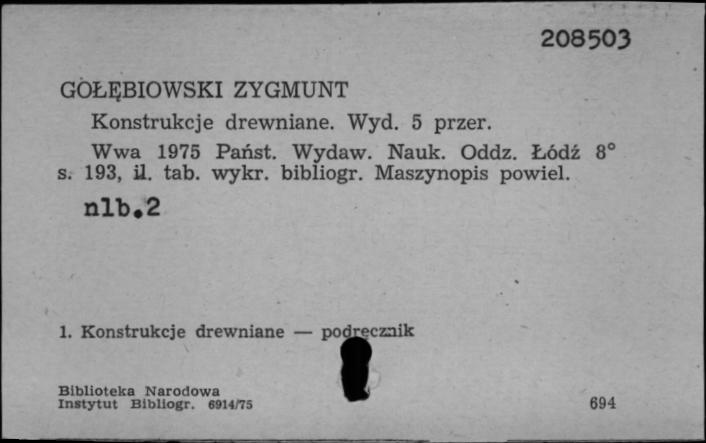 208503
GOŁĘBIOWSKI ZYGMUNT
Konstrukcje drewniane. Wyd. 5 przer.
Wwa 1975 Państ. Wydaw. Nauk. Oddz. Łódź 8°
s. 193, il. tab. wykr. bibliogr. Maszynopis powiel.
nlb.2
1. Konstrukcje drewniane — podręcznik
Biblioteka Narodowa
Instytut Bibliogr. 6914/75
694